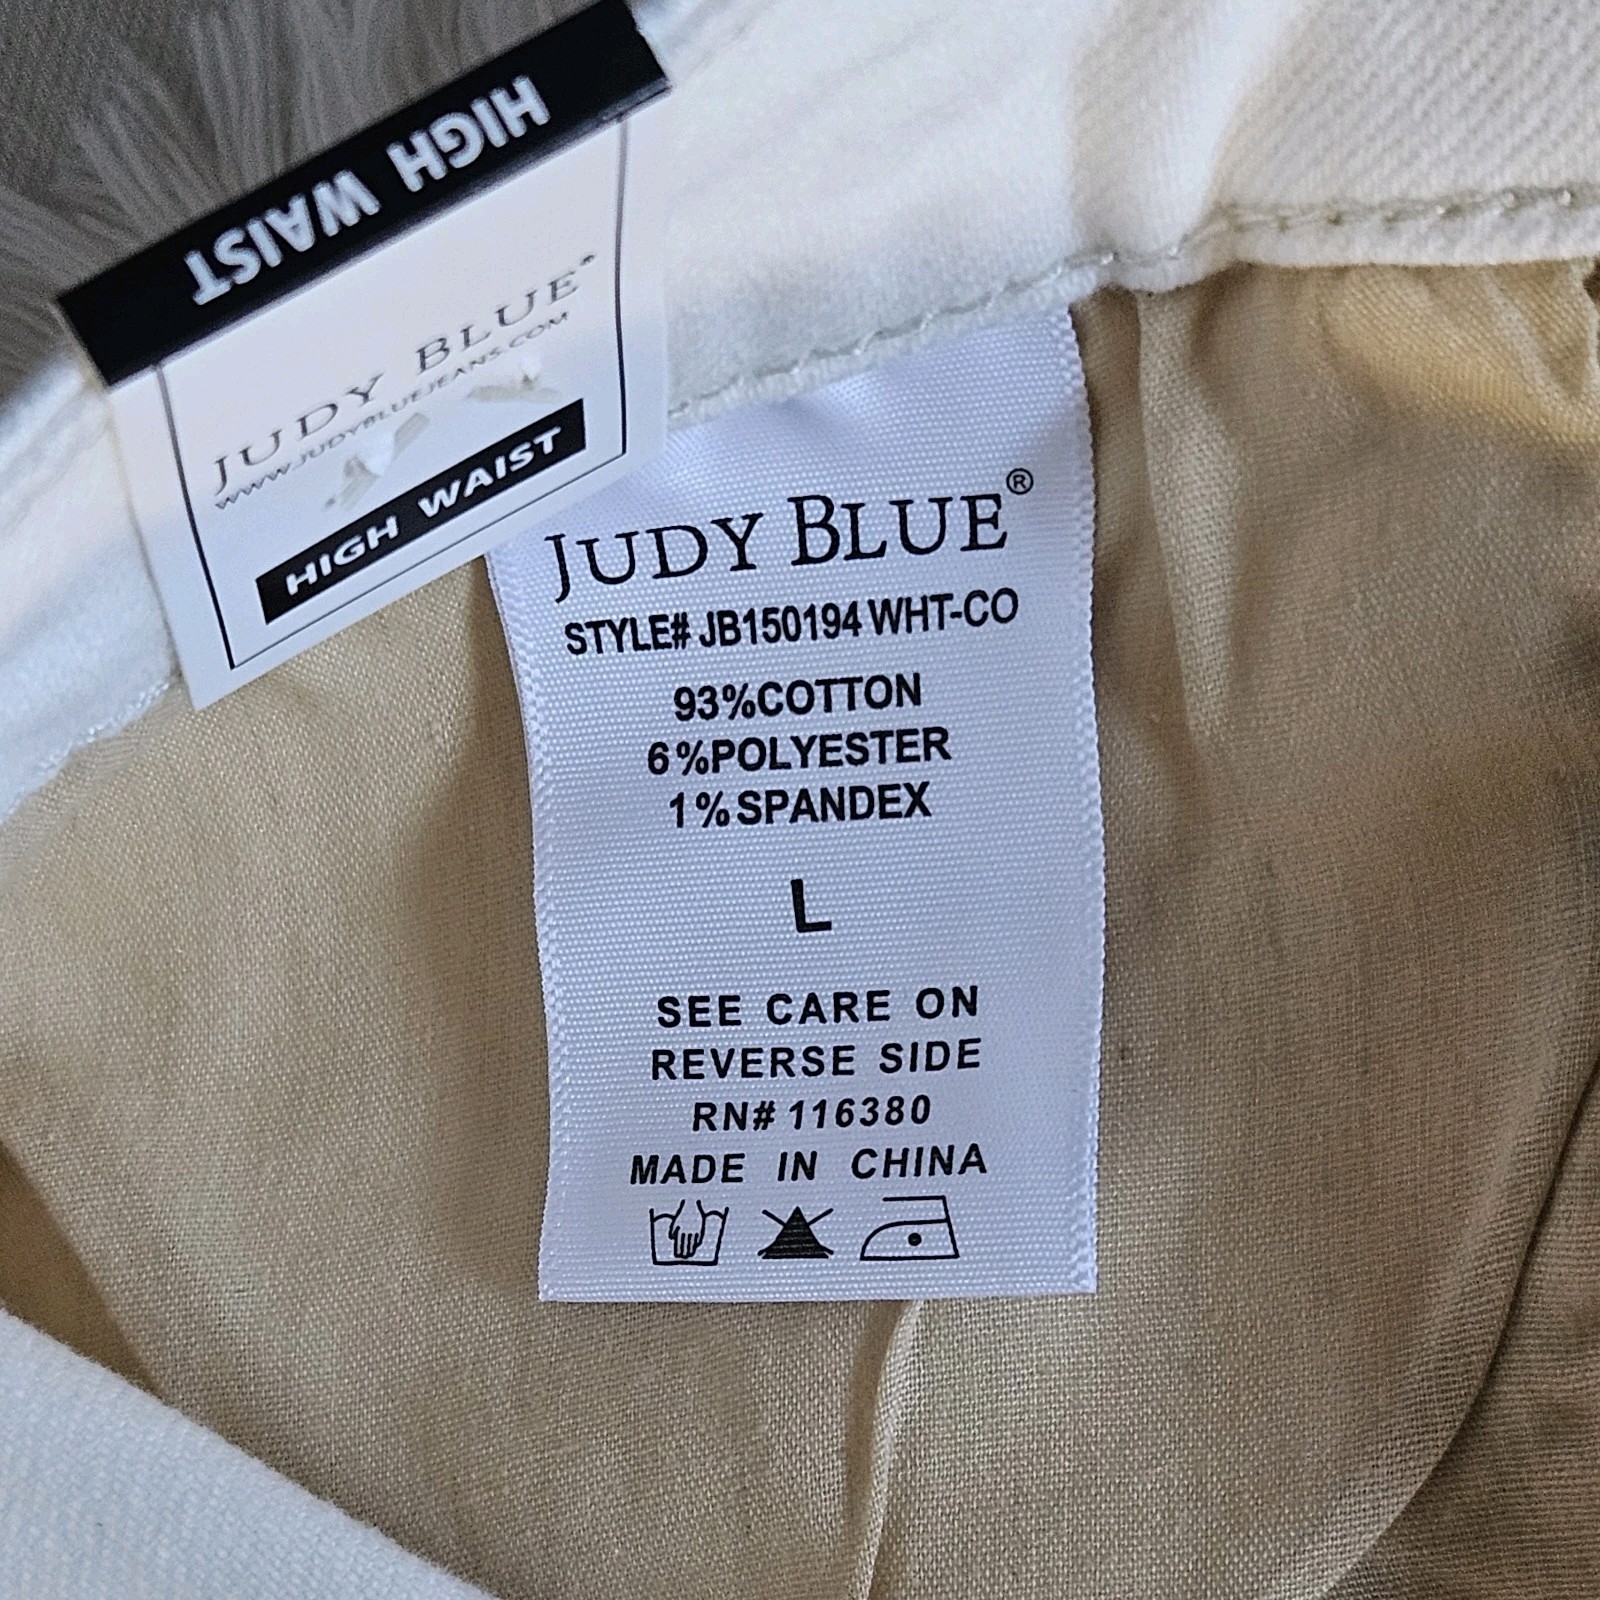 HIGH WAIST
JUDY BLUE
WWW.JUDYBLUEJEANS.COM
HIGH WAIST
JUDY BLUE®
STYLE# JB150194 WHT-CO
93%COTTON
6%POLYESTER
1%SPANDEX
L
SEE CARE ON
REVERSE SIDE
RN# 116380
MADE IN CHINA